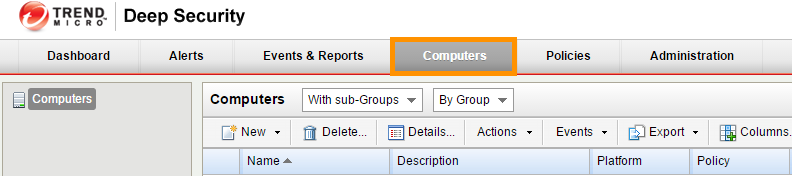 TREND MICRO Deep Security
Dashboard Alerts Events & Reports Computers Policies Administration
Computers
Computers With sub-Groups By Group
New Delete... Details... Actions Events Export Columns.
Name Description Platform Policy